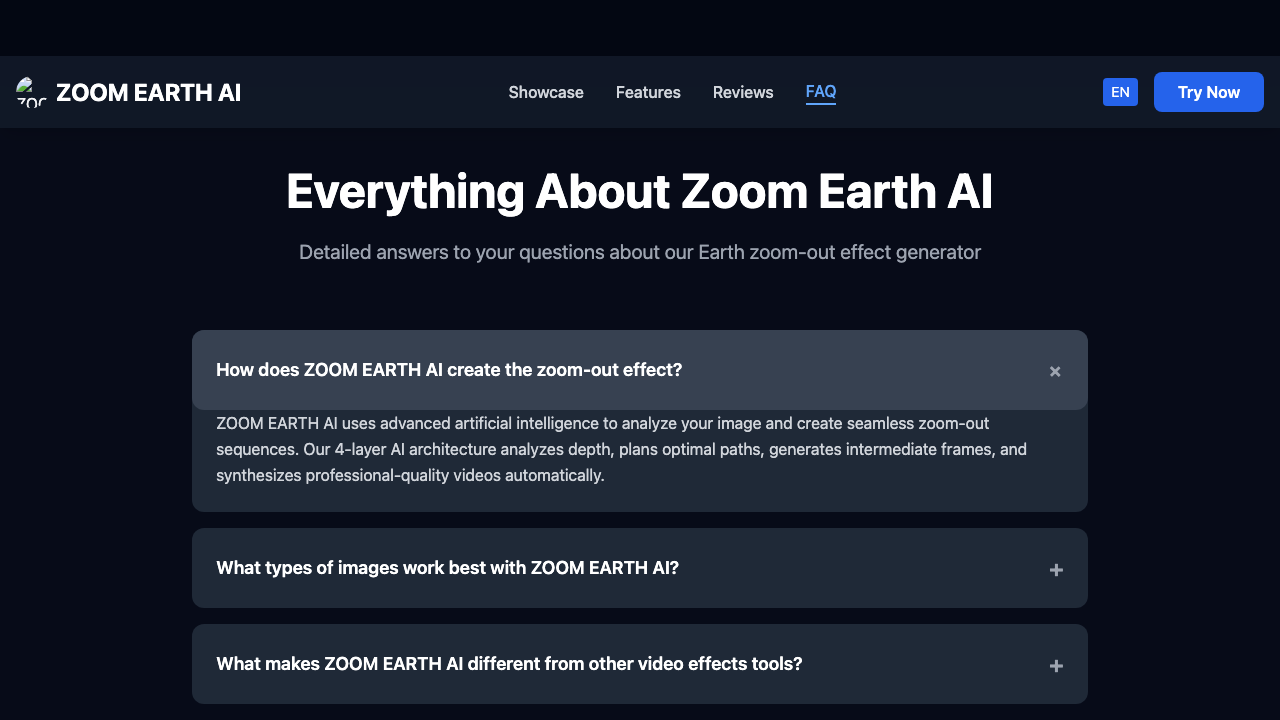 ZOOM EARTH AI
Showcase
Features
Reviews
FAQ
EN
Try Now
Everything About Zoom Earth AI
Detailed answers to your questions about our Earth zoom-out effect generator
How does ZOOM EARTH AI create the zoom-out effect?
ZOOM EARTH AI uses advanced artificial intelligence to analyze your image and create seamless zoom-out
sequences. Our 4-layer AI architecture analyzes depth, plans optimal paths, generates intermediate frames, and
synthesizes professional-quality videos automatically.
What types of images work best with ZOOM EARTH AI?
+
What makes ZOOM EARTH AI different from other video effects tools?
+